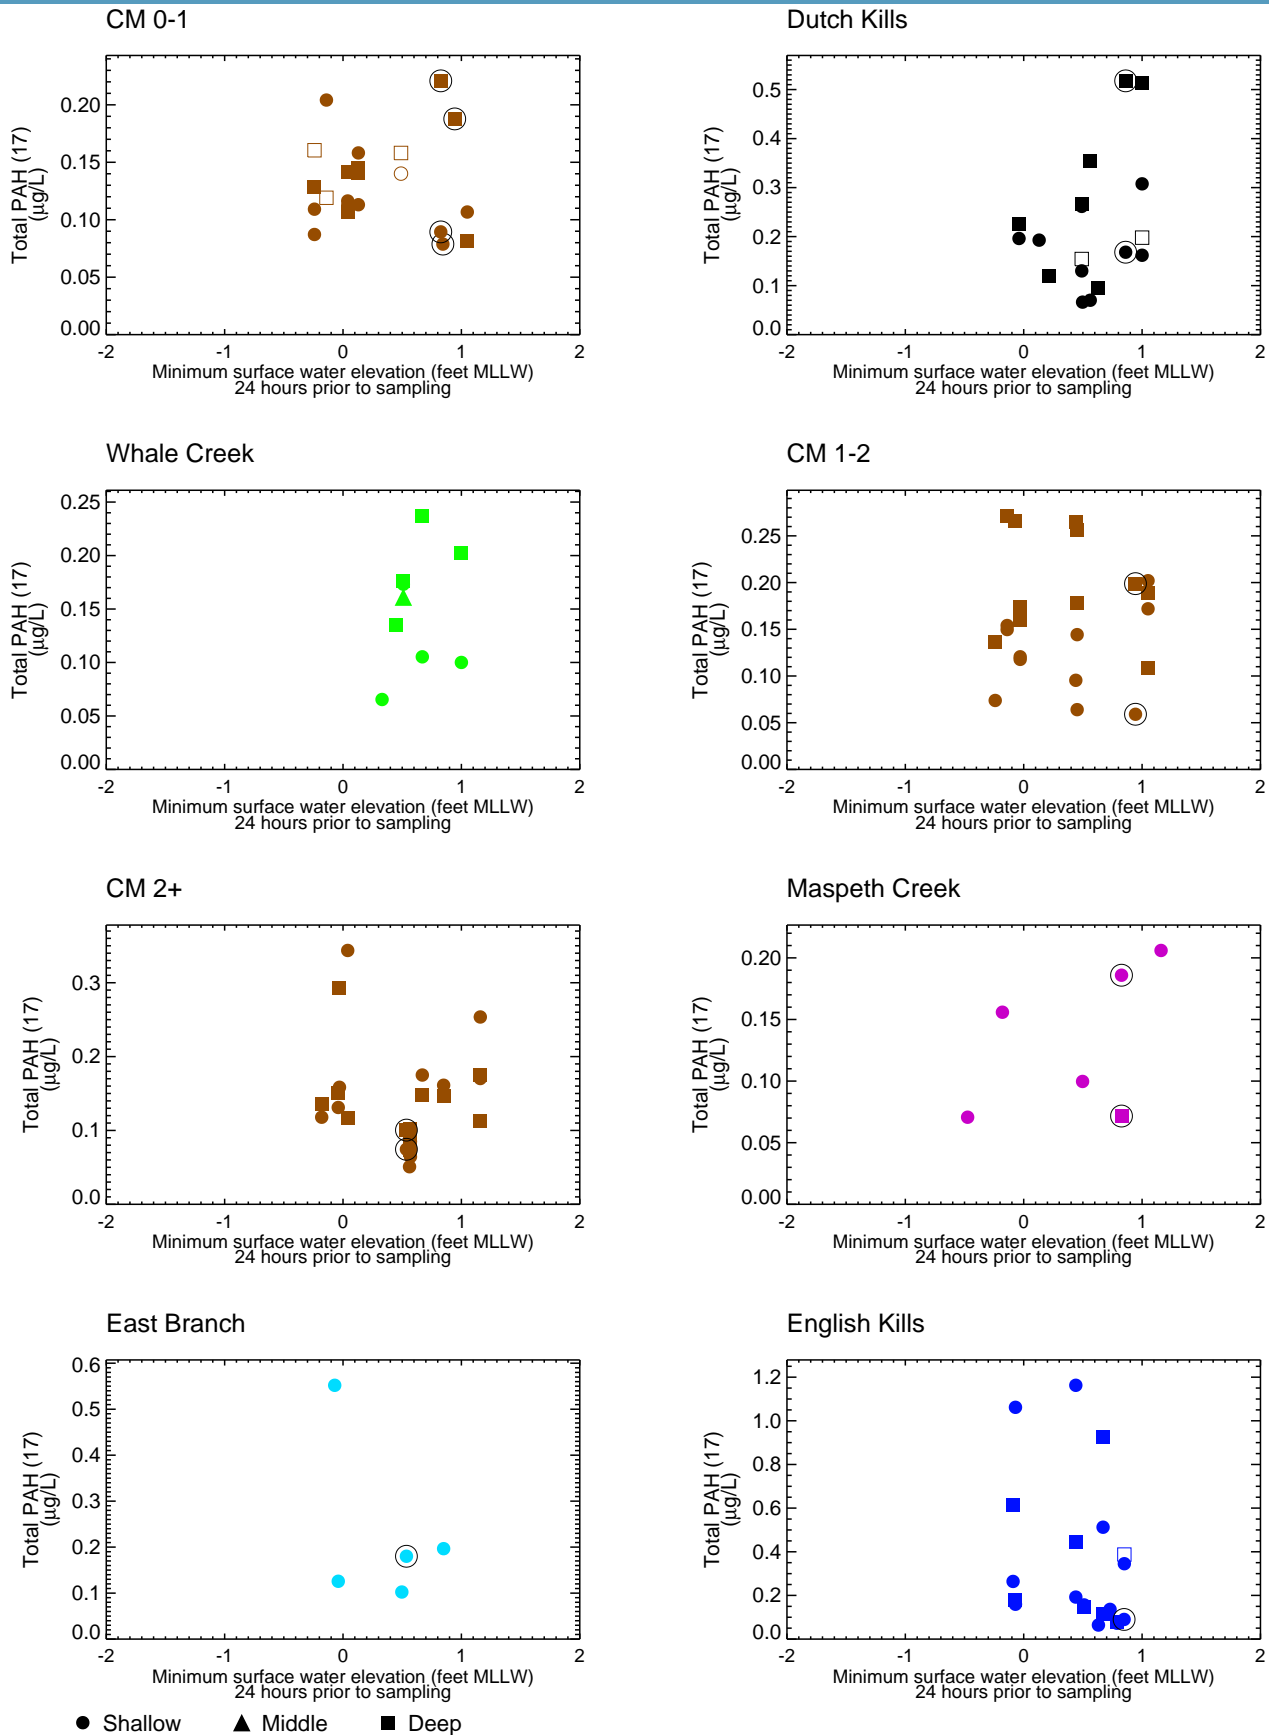 CM 0-1
Total PAH (17)
(µg/L)
0.20
0.15
0.10
0.05
0.00
-2 -1 0 1 2
Minimum surface water elevation (feet MLLW)
24 hours prior to sampling
Dutch Kills
Total PAH (17)
(µg/L)
0.5
0.4
0.3
0.2
0.1
0.0
-2 -1 0 1 2
Minimum surface water elevation (feet MLLW)
24 hours prior to sampling
Whale Creek
Total PAH (17)
(µg/L)
0.25
0.20
0.15
0.10
0.05
0.00
-2 -1 0 1 2
Minimum surface water elevation (feet MLLW)
24 hours prior to sampling
CM 1-2
Total PAH (17)
(µg/L)
0.25
0.20
0.15
0.10
0.05
0.00
-2 -1 0 1 2
Minimum surface water elevation (feet MLLW)
24 hours prior to sampling
CM 2+
Total PAH (17)
(µg/L)
0.3
0.2
0.1
0.0
-2 -1 0 1 2
Minimum surface water elevation (feet MLLW)
24 hours prior to sampling
Maspeth Creek
Total PAH (17)
(µg/L)
0.20
0.15
0.10
0.05
0.00
-2 -1 0 1 2
Minimum surface water elevation (feet MLLW)
24 hours prior to sampling
East Branch
Total PAH (17)
(µg/L)
0.6
0.5
0.4
0.3
0.2
0.1
0.0
-2 -1 0 1 2
Minimum surface water elevation (feet MLLW)
24 hours prior to sampling
English Kills
Total PAH (17)
(µg/L)
1.2
1.0
0.8
0.6
0.4
0.2
0.0
-2 -1 0 1 2
Minimum surface water elevation (feet MLLW)
24 hours prior to sampling
Shallow Middle Deep